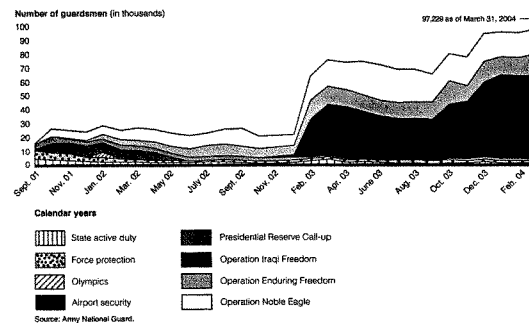 Number of guardsmen (in thousands)
97,229 as of March 31, 2004
100
90
80
70
60
50
40
30
20
10
0
Sept. 01
Nov. 01
Jan. 02
Mar. 02
May 02
July 02
Sept. 02
Nov. 02
Feb. 03
Apr. 03
June 03
Aug. 03
Oct. 03
Dec. 03
Feb. 04
Calendar years
State active duty
Force protection
Olympics
Airport security
Presidential Reserve Call-up
Operation Iraqi Freedom
Operation Enduring Freedom
Operation Noble Eagle
Source: Army National Guard.